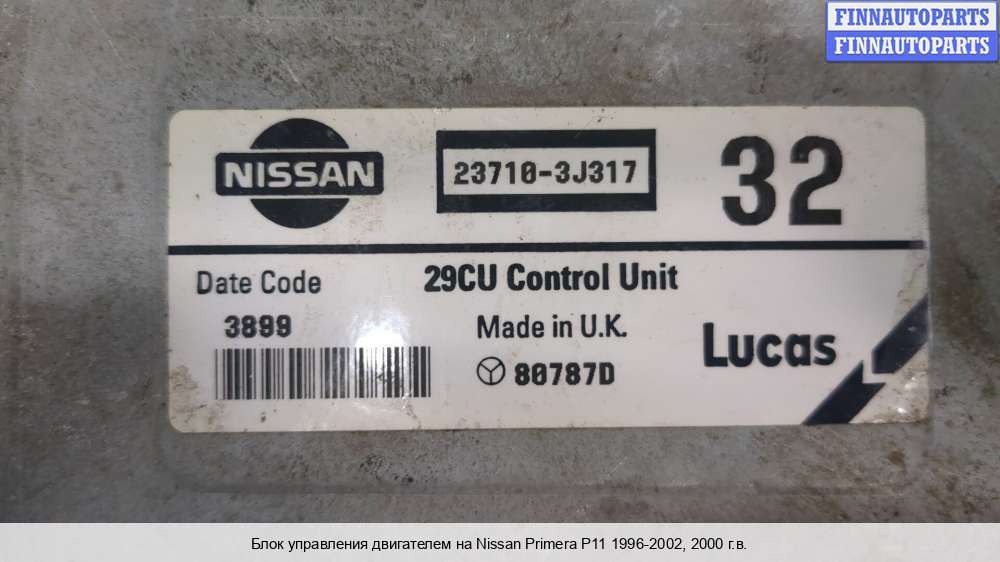 FINNAUTOPARTS
FINNAUTOPARTS
NISSAN
23710-3J317
32
Date Code
29CU Control Unit
3899
Made in U.K.
80787D
Lucas
Блок управления двигателем на Nissan Primera P11 1996-2002, 2000 г.в.